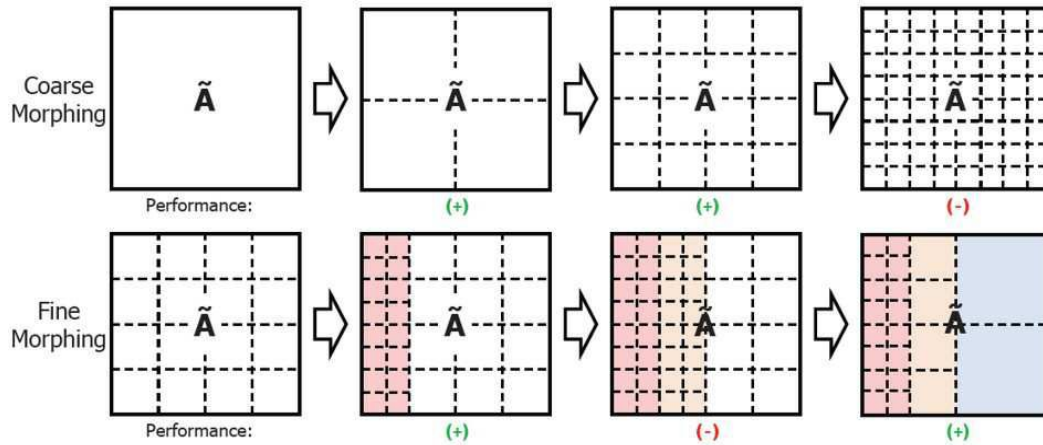 Coarse
Morphing
Ã Ã Ã Ã
Performance: (+) (+) (-)
Fine
Morphing
Ã Ã Ã Ã
Performance: (+) (-) (+)